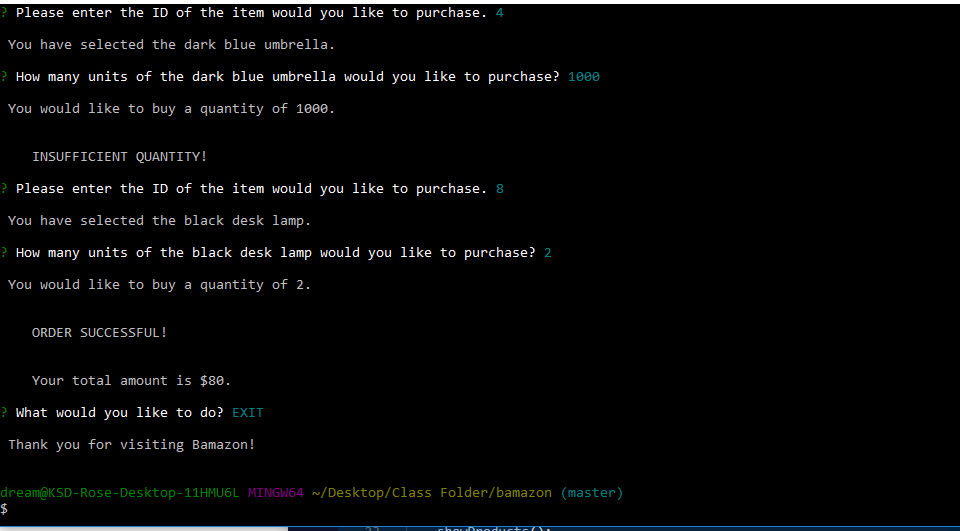 ? Please enter the ID of the item would you like to purchase. 4
You have selected the dark blue umbrella.
? How many units of the dark blue umbrella would you like to purchase? 1000
You would like to buy a quantity of 1000.
INSUFFICIENT QUANTITY!
? Please enter the ID of the item would you like to purchase. 8
You have selected the black desk lamp.
? How many units of the black desk lamp would you like to purchase? 2
You would like to buy a quantity of 2.
ORDER SUCCESSFUL!
Your total amount is $80.
? What would you like to do? EXIT
Thank you for visiting Bamazon!
dream@KSD-Rose-Desktop-11HMU6L MINGW64 ~/Desktop/Class Folder/bamazon (master)
$
showProducts();